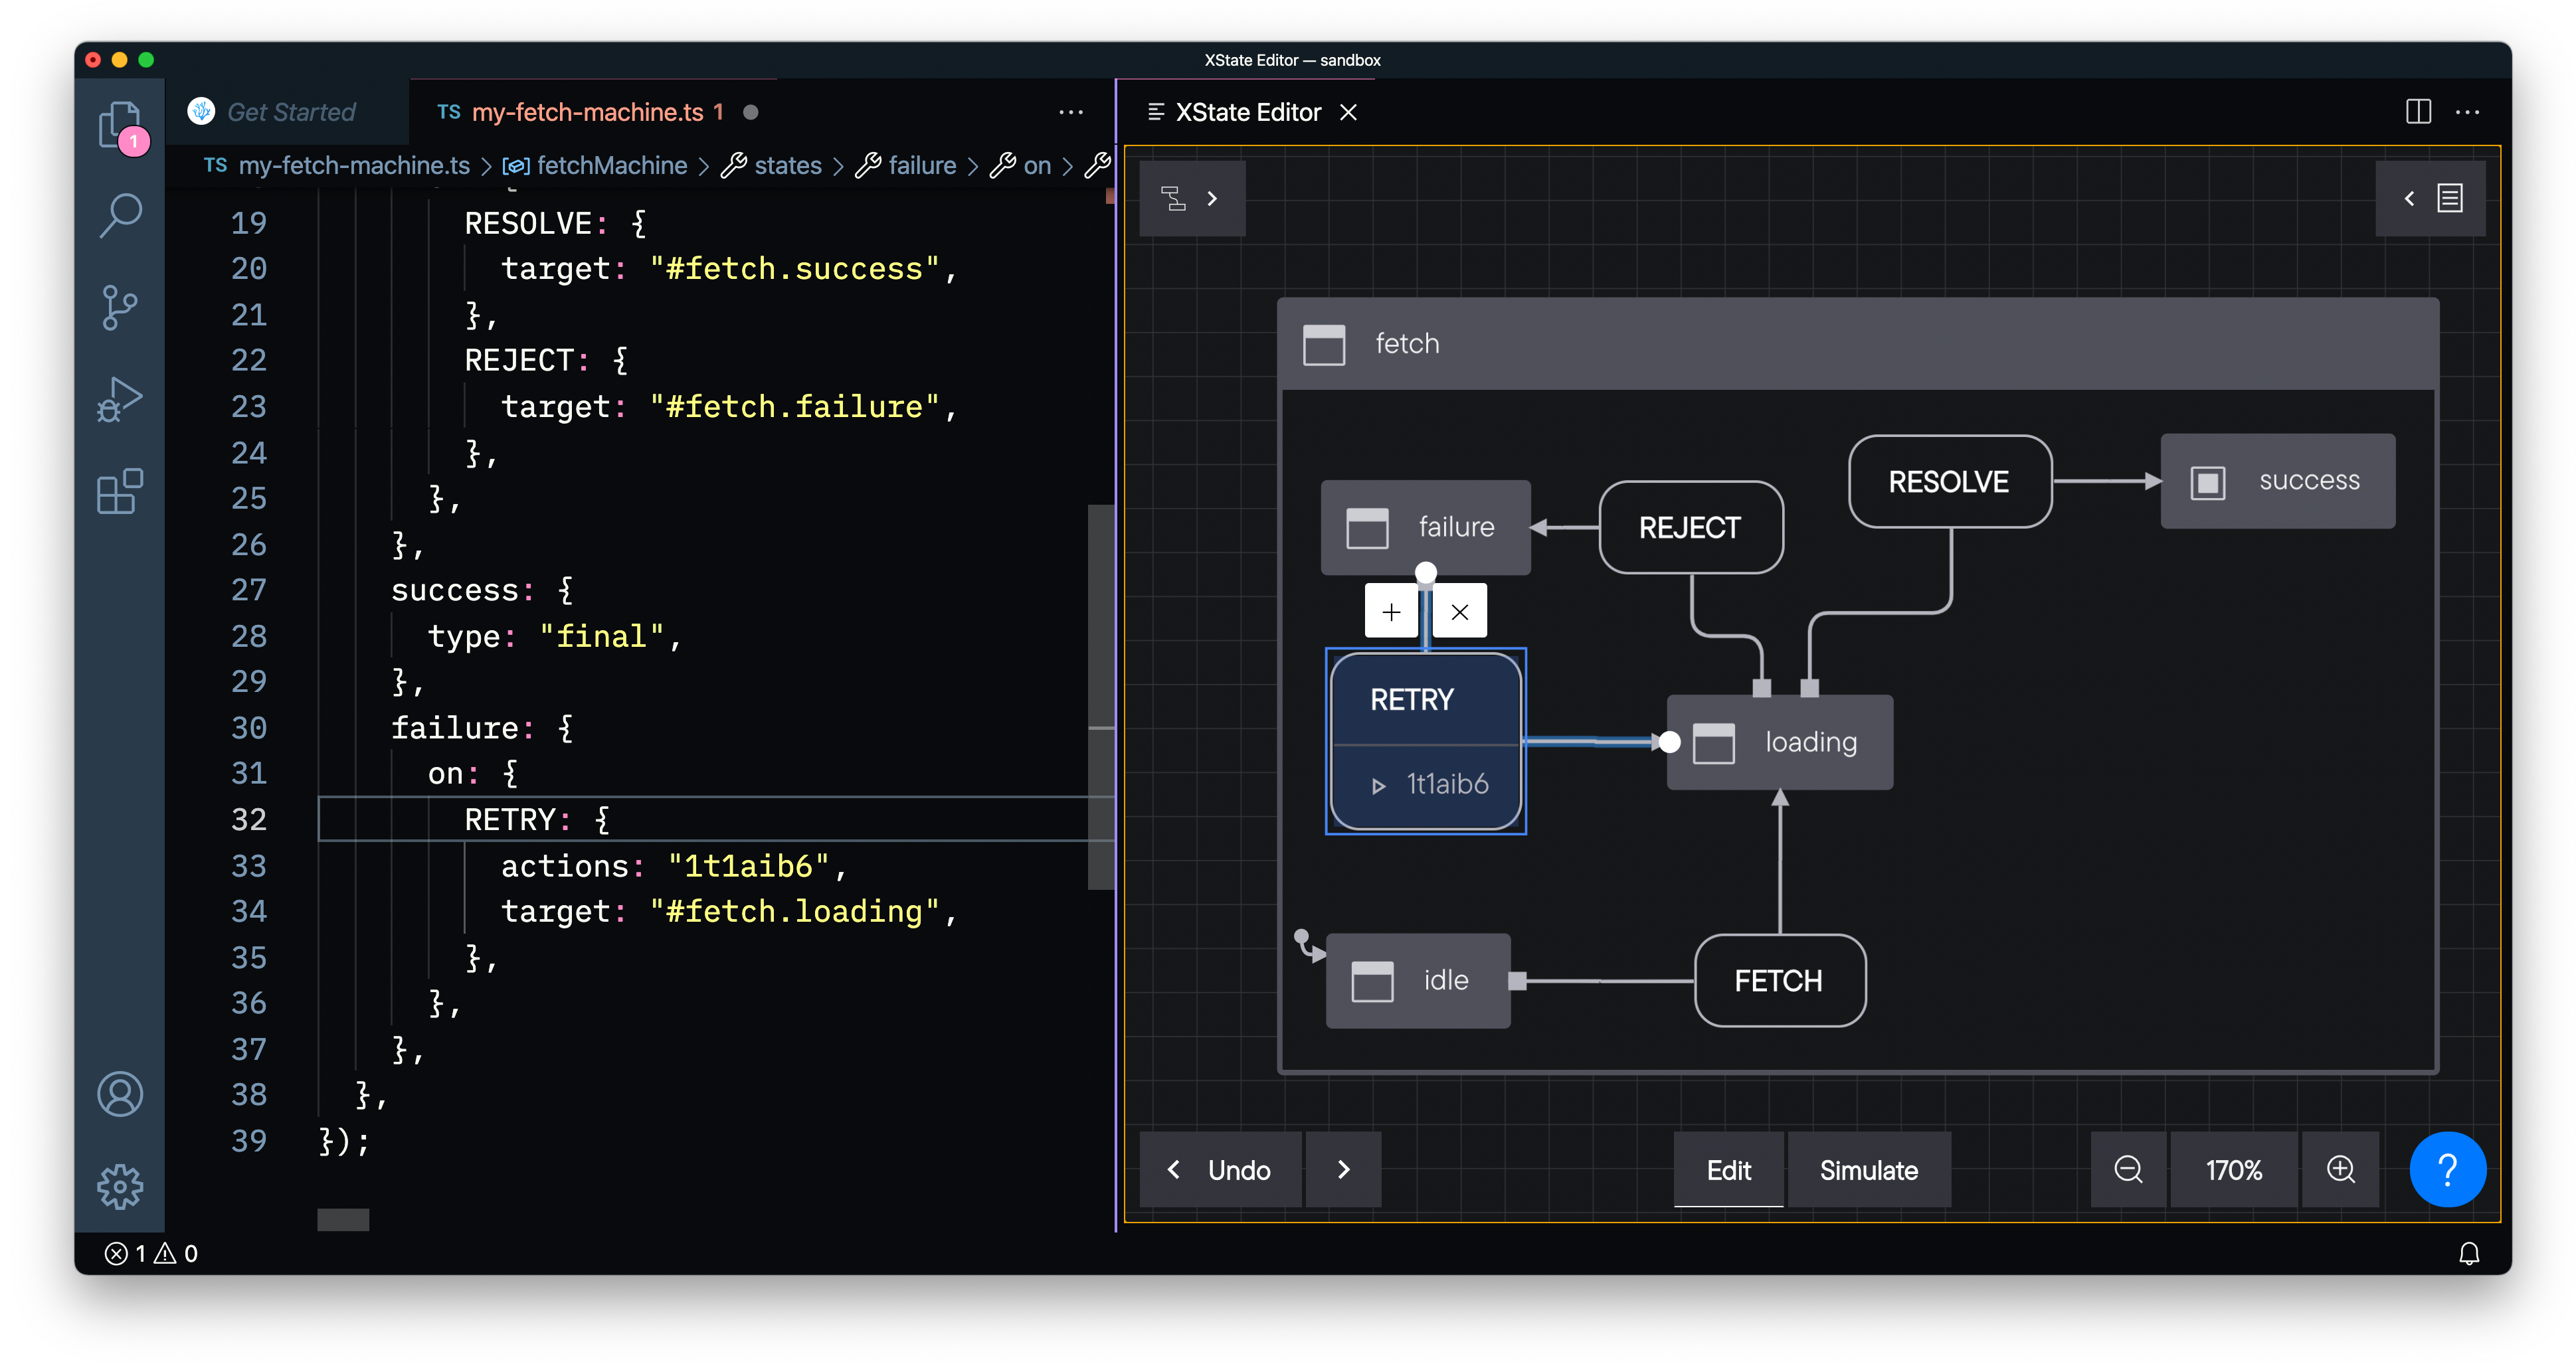 XState Editor — sandbox
Get Started
TS my-fetch-machine.ts 1
XState Editor
1
TS my-fetch-machine.ts > fetchMachine > states > failure > on >
{
19 RESOLVE: {
20 target: "#fetch.success",
21 },
22 REJECT: {
23 target: "#fetch.failure",
24 },
25 },
26 },
27 success: {
28 type: "final",
29 },
30 failure: {
31 on: {
32 RETRY: {
33 actions: "1t1aib6",
34 target: "#fetch.loading",
35 },
36 },
37 },
38 },
39 });
fetch
RESOLVE
success
failure
REJECT
RETRY
1t1aib6
loading
idle
FETCH
Undo
Edit
Simulate
170%
?
1 0